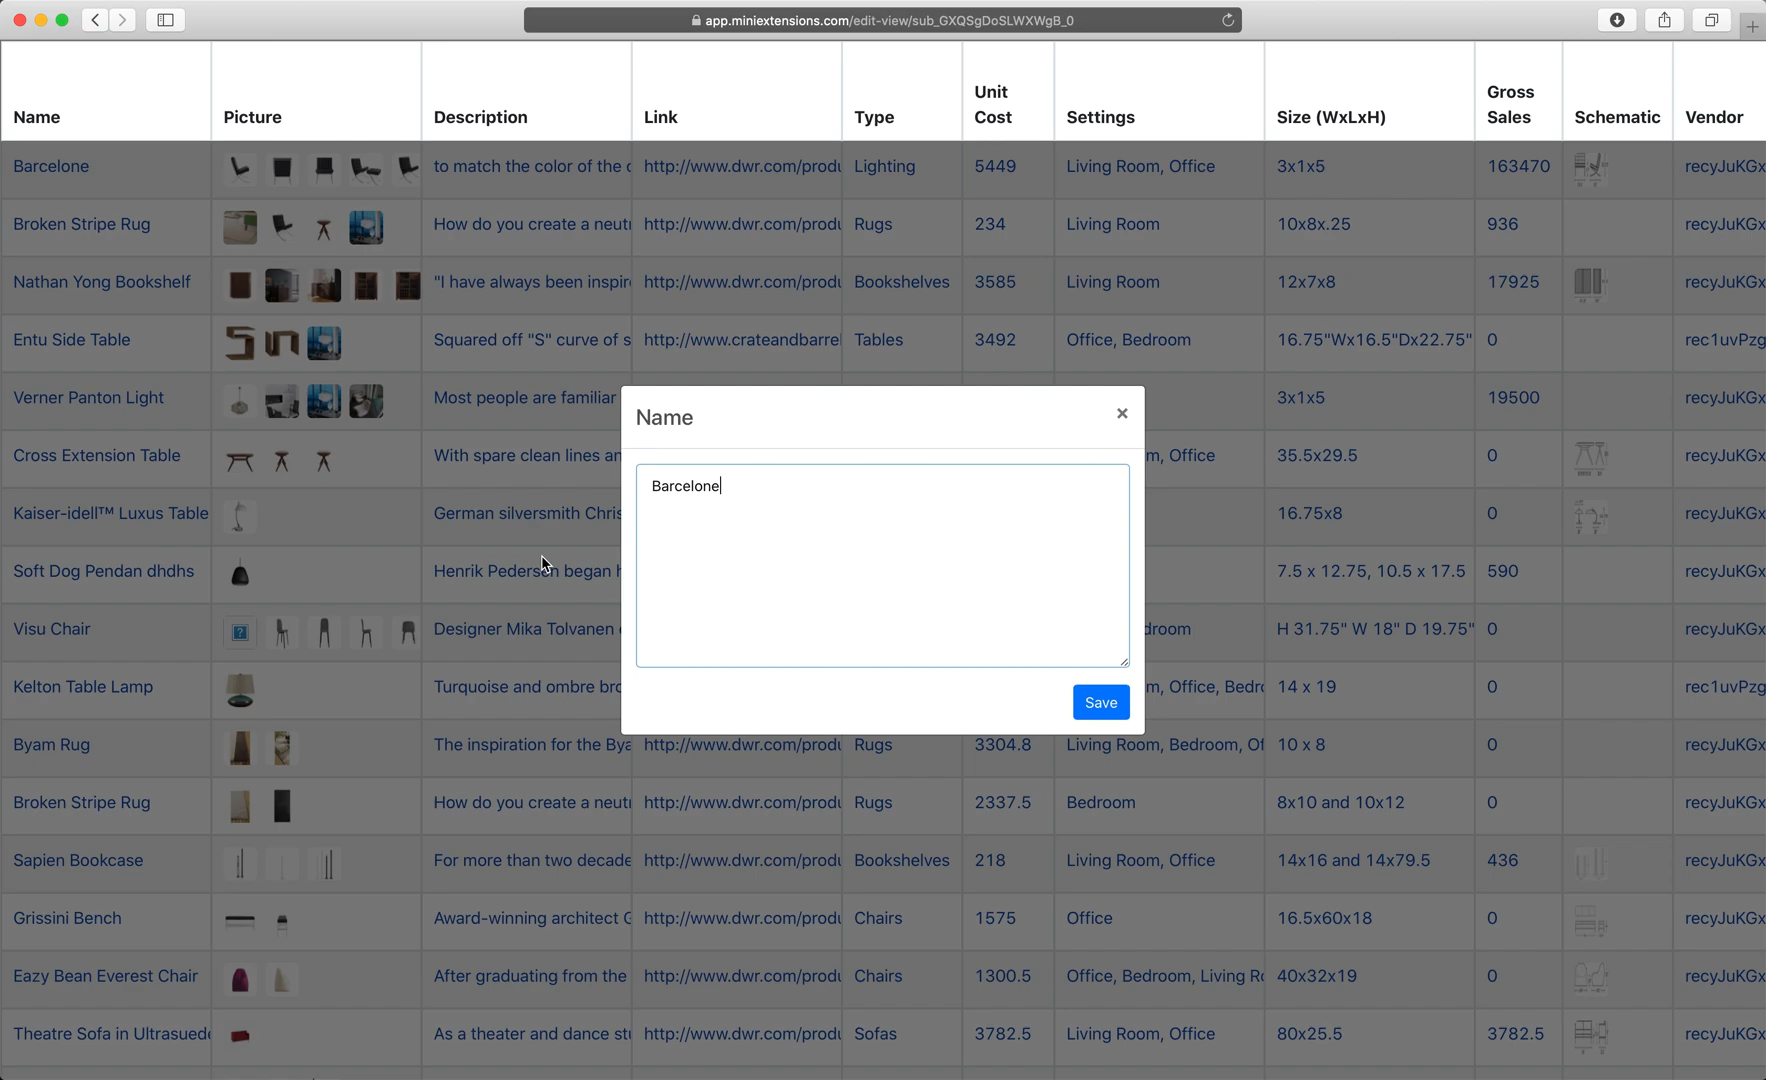 app.miniextensions.com/edit-view/sub_GXQSgDoSLWXWgB_0
Name Picture Description Link Type Unit Cost Settings Size (WxLxH) Gross Sales Schematic Vendor
Barcelone to match the color of the c http://www.dwr.com/produ Lighting 5449 Living Room, Office 3x1x5 163470 recyJuKGx
Broken Stripe Rug How do you create a neutr http://www.dwr.com/produ Rugs 234 Living Room 10x8x.25 936 recyJuKGx
Nathan Yong Bookshelf "I have always been inspir http://www.dwr.com/produ Bookshelves 3585 Living Room 12x7x8 17925 recyJuKGx
Entu Side Table Squared off "S" curve of s http://www.crateandbarrel Tables 3492 Office, Bedroom 16.75"Wx16.5"Dx22.75" 0 rec1uvPzg
Verner Panton Light Most people are familiar 3x1x5 19500 recyJuKGx
Cross Extension Table With spare clean lines an m, Office 35.5x29.5 0 recyJuKGx
Kaiser-idell™ Luxus Table German silversmith Chris 16.75x8 0 recyJuKGx
Soft Dog Pendan dhdhs Henrik Pedersen began h 7.5 x 12.75, 10.5 x 17.5 590 recyJuKGx
Visu Chair Designer Mika Tolvanen droom H 31.75" W 18" D 19.75" 0 recyJuKGx
Kelton Table Lamp Turquoise and ombre bro m, Office, Bedro 14 x 19 0 rec1uvPzg
Byam Rug The inspiration for the Bya http://www.dwr.com/produ Rugs 3304.8 Living Room, Bedroom, Of 10 x 8 0 recyJuKGx
Broken Stripe Rug How do you create a neutr http://www.dwr.com/produ Rugs 2337.5 Bedroom 8x10 and 10x12 0 recyJuKGx
Sapien Bookcase For more than two decade http://www.dwr.com/produ Bookshelves 218 Living Room, Office 14x16 and 14x79.5 436 recyJuKGx
Grissini Bench Award-winning architect G http://www.dwr.com/produ Chairs 1575 Office 16.5x60x18 0 recyJuKGx
Eazy Bean Everest Chair After graduating from the http://www.dwr.com/produ Chairs 1300.5 Office, Bedroom, Living Ro 40x32x19 0 recyJuKGx
Theatre Sofa in Ultrasuede As a theater and dance stu http://www.dwr.com/produ Sofas 3782.5 Living Room, Office 80x25.5 3782.5 recyJuKGx
Name ×
Barcelone
Save